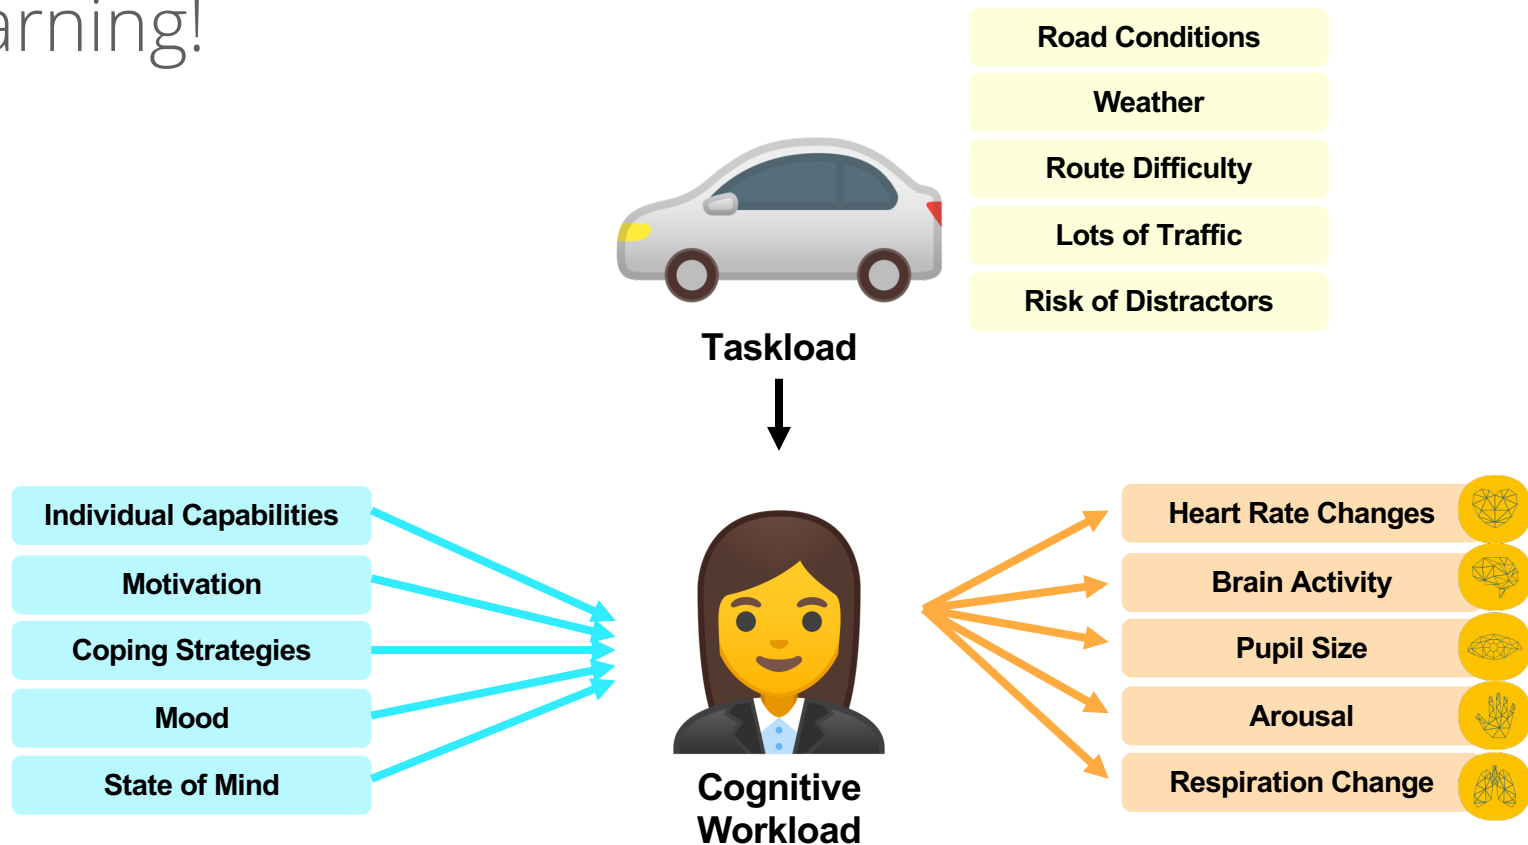 arning!
Road Conditions
Weather
Route Difficulty
Lots of Traffic
Risk of Distractors
Taskload
Individual Capabilities
Motivation
Coping Strategies
Mood
State of Mind
Cognitive
Workload
Heart Rate Changes
Brain Activity
Pupil Size
Arousal
Respiration Change